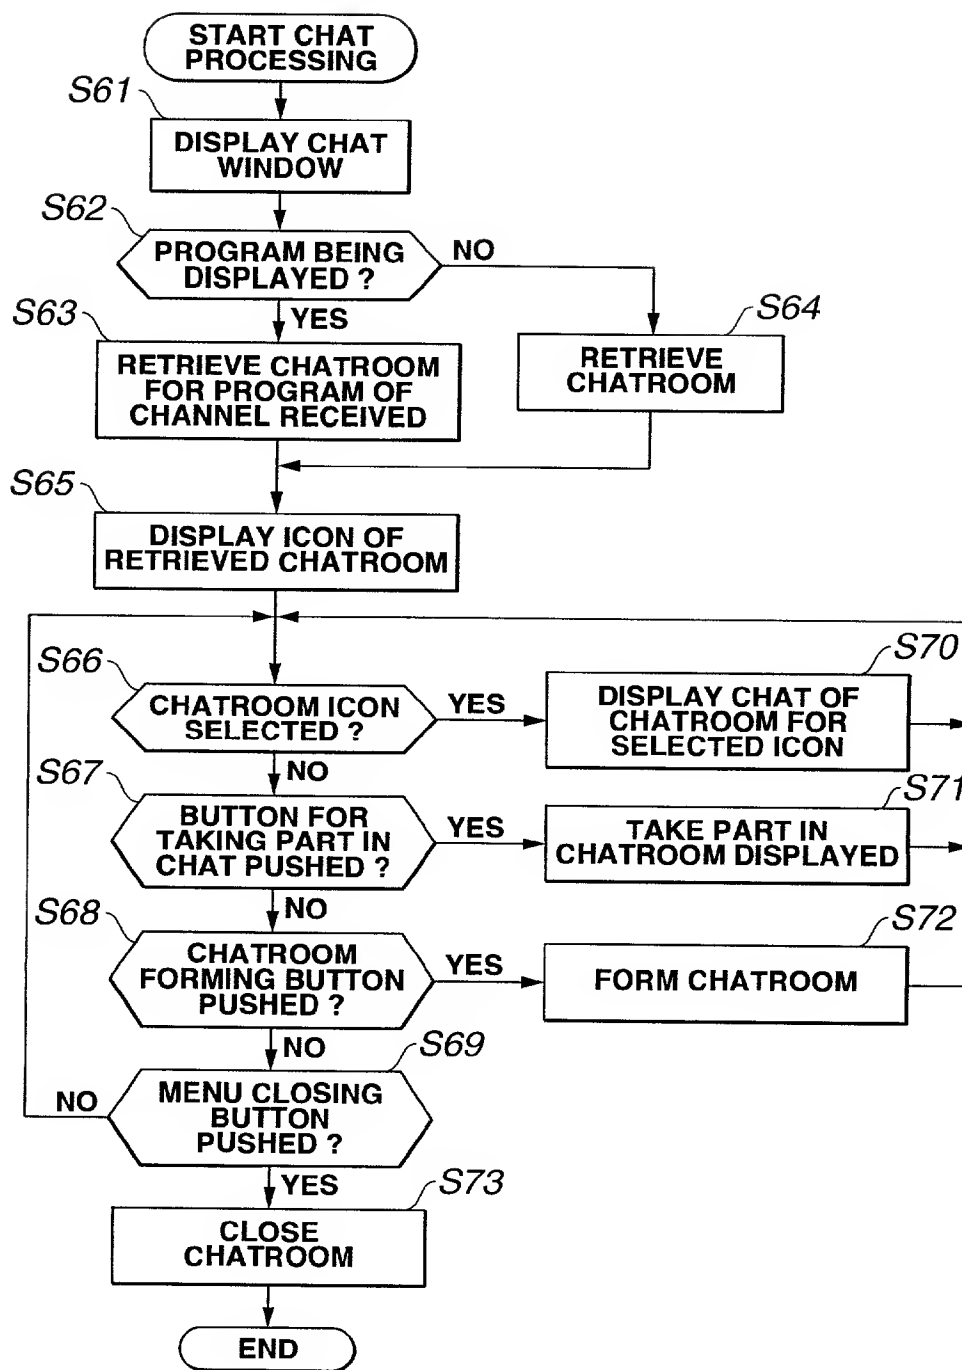 START CHAT
PROCESSING
S61
DISPLAY CHAT
WINDOW
S62
PROGRAM BEING
DISPLAYED ?
NO
YES
S63
RETRIEVE CHATROOM
FOR PROGRAM OF
CHANNEL RECEIVED
S64
RETRIEVE
CHATROOM
S65
DISPLAY ICON OF
RETRIEVED CHATROOM
S66
CHATROOM ICON
SELECTED ?
YES
S70
DISPLAY CHAT OF
CHATROOM FOR
SELECTED ICON
NO
S67
BUTTON FOR
TAKING PART IN
CHAT PUSHED ?
YES
S71
TAKE PART IN
CHATROOM DISPLAYED
NO
S68
CHATROOM
FORMING BUTTON
PUSHED ?
YES
S72
FORM CHATROOM
NO
S69
MENU CLOSING
BUTTON
PUSHED ?
NO
YES
S73
CLOSE
CHATROOM
END